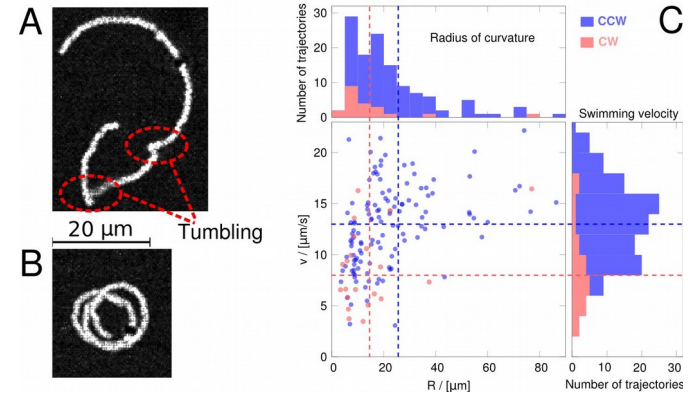 A
20 µm
Tumbling
B
C
Number of trajectories
30
20
10
0
Radius of curvature
CCW
CW
Swimming velocity
v / [µm/s]
20
15
10
5
0
0
20
40
60
80
R / [µm]
0
10
20
30
Number of trajectories